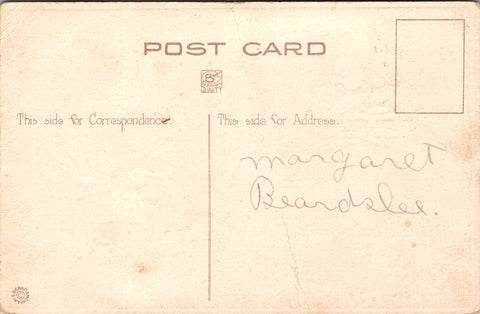 POST CARD
This side for Correspondence.
This side for Address.
Margaret
Beardslee.